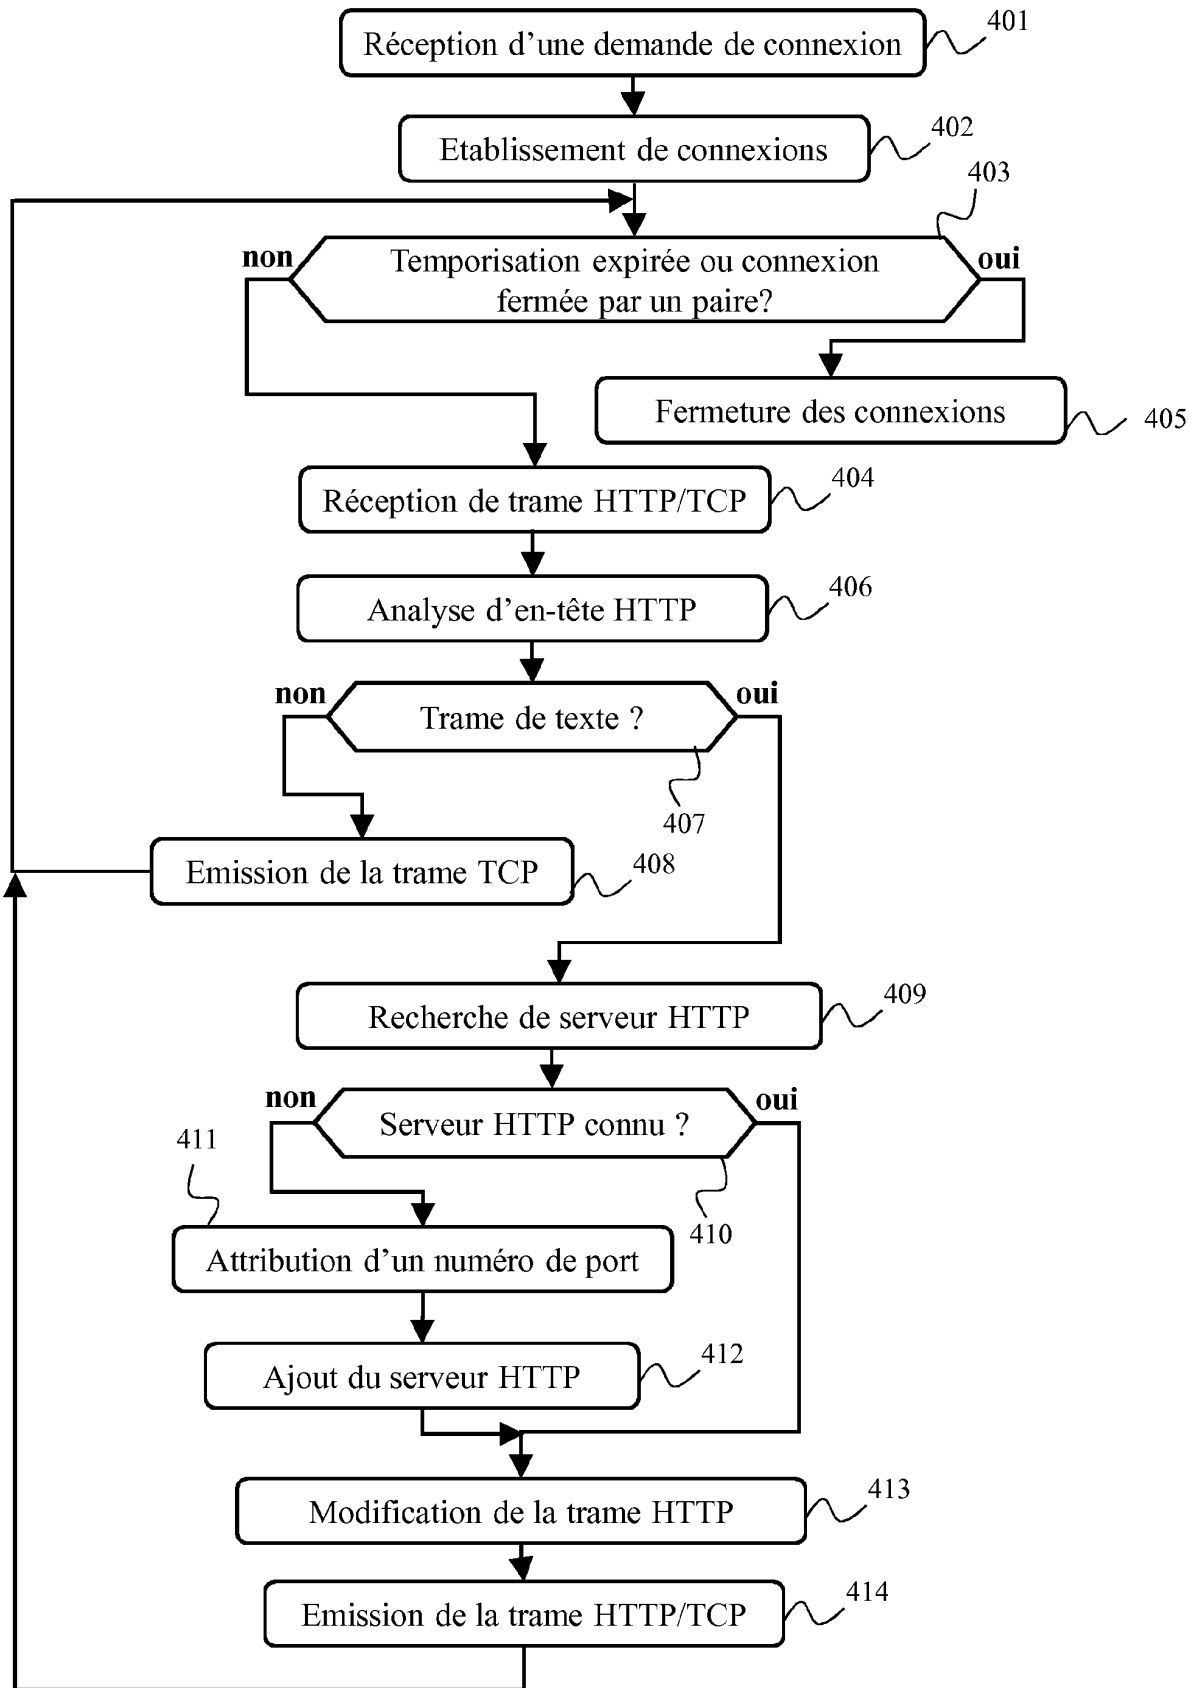 Réception d'une demande de connexion
401
Etablissement de connexions
402
403
non
Temporisation expirée ou connexion
fermée par un paire?
oui
Fermeture des connexions
405
Réception de trame HTTP/TCP
404
Analyse d'en-tête HTTP
406
non
Trame de texte ?
oui
407
Emission de la trame TCP
408
Recherche de serveur HTTP
409
non
Serveur HTTP connu ?
oui
411
410
Attribution d'un numéro de port
Ajout du serveur HTTP
412
Modification de la trame HTTP
413
Emission de la trame HTTP/TCP
414